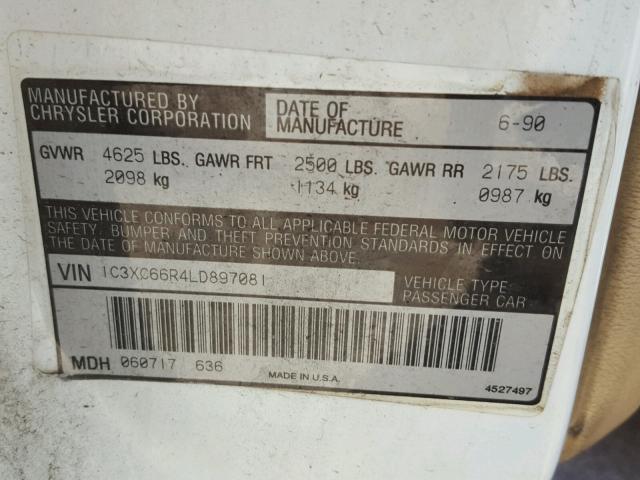 MANUFACTURED BY
CHRYSLER CORPORATION
DATE OF
MANUFACTURE
6-90
GVWR 4625 LBS. GAWR FRT 2500 LBS. GAWR RR 2175 LBS.
2098 kg 1134 kg 0987 kg
THIS VEHICLE CONFORMS TO ALL APPLICABLE FEDERAL MOTOR VEHICLE
SAFETY, BUMPER AND THEFT PREVENTION STANDARDS IN EFFECT ON
THE DATE OF MANUFACTURE SHOWN ABOVE.
VIN 1C3XC66R4LD897081
VEHICLE TYPE
PASSENGER CAR
MDH 060717 636
MADE IN U.S.A.
4527497